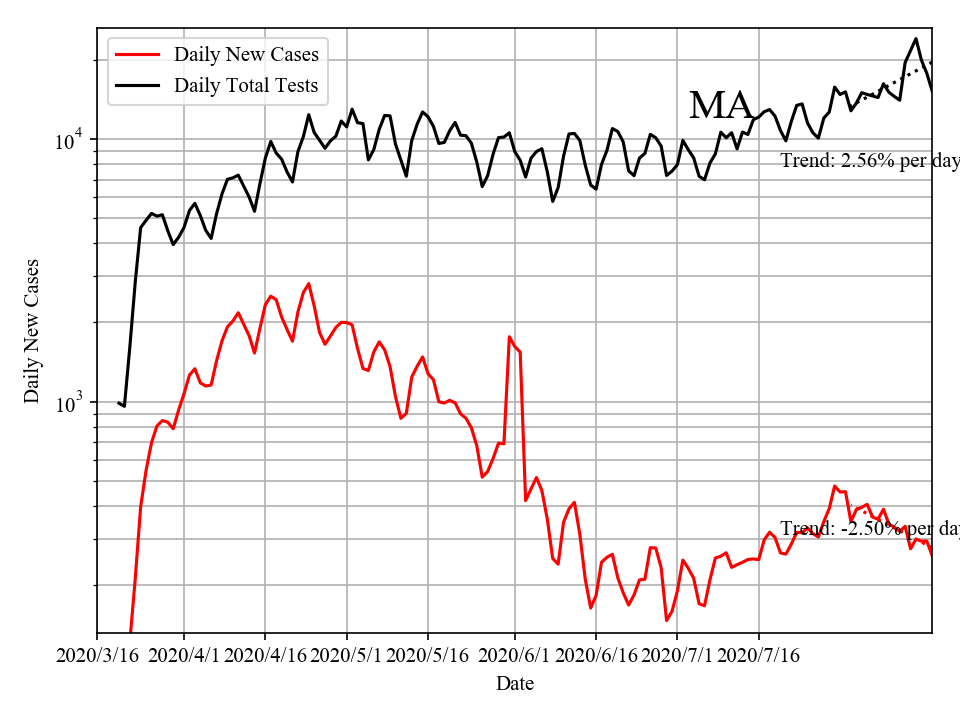 Daily New Cases
Daily Total Tests
MA
Trend: 2.56% per day
Trend: -2.50% per day
10^4
10^3
Daily New Cases
2020/3/16 2020/4/1 2020/4/16 2020/5/1 2020/5/16 2020/6/1 2020/6/16 2020/7/1 2020/7/16
Date